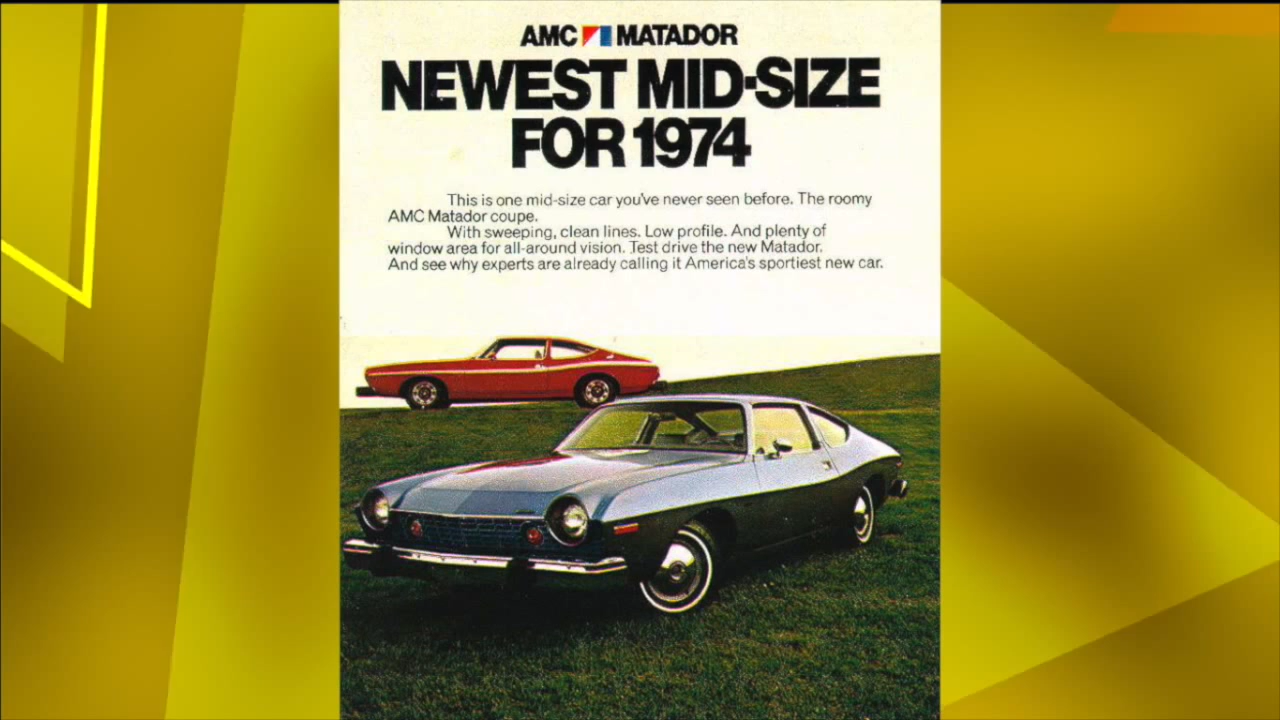 AMC MATADOR
NEWEST MID-SIZE
FOR 1974
This is one mid-size car you've never seen before. The roomy
AMC Matador coupe.
With sweeping, clean lines. Low profile. And plenty of
window area for all-around vision. Test drive the new Matador.
And see why experts are already calling it America's sportiest new car.